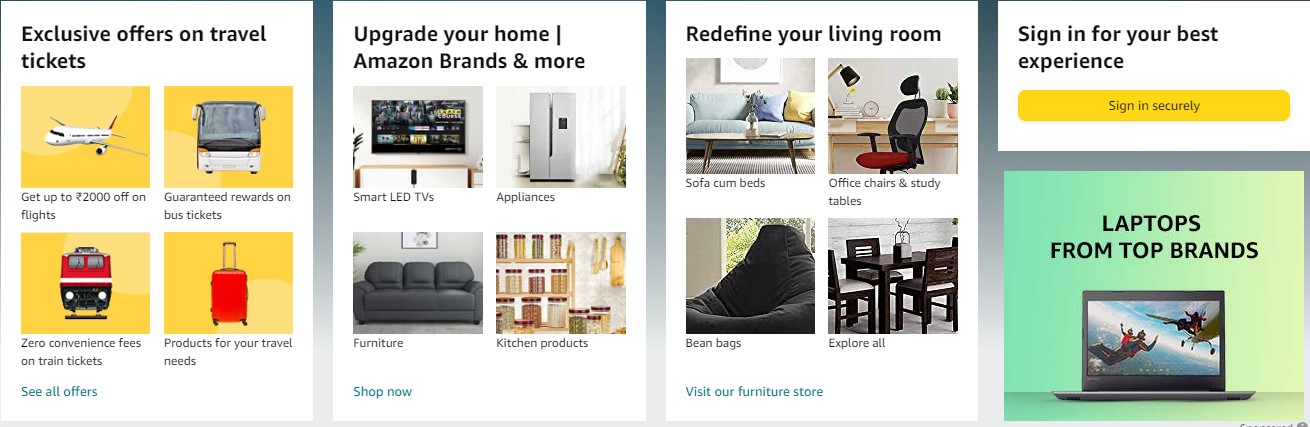 Exclusive offers on travel
tickets
Get up to ₹2000 off on
flights
Guaranteed rewards on
bus tickets
Zero convenience fees
on train tickets
Products for your travel
needs
See all offers
Upgrade your home |
Amazon Brands & more
Smart LED TVs
Appliances
Furniture
Kitchen products
Shop now
Redefine your living room
Sofa cum beds
Office chairs & study
tables
Bean bags
Explore all
Visit our furniture store
Sign in for your best
experience
Sign in securely
LAPTOPS
FROM TOP BRANDS
Sponsored